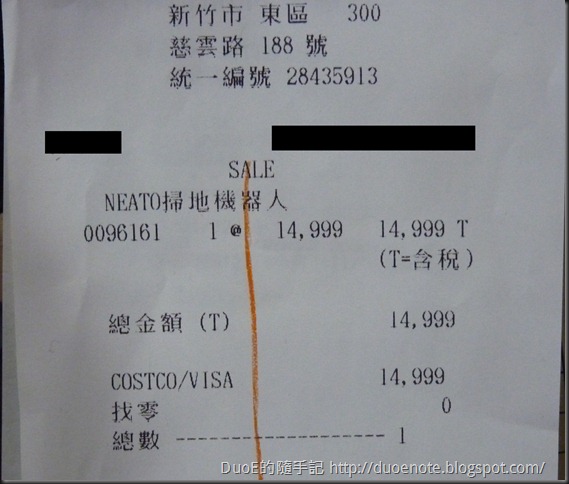 新竹市 東區 300
慈雲路 188 號
統一編號 28435913
SALE
NEATO掃地機器人
0096161 1 @ 14,999 14,999 T
(T=含稅)
總金額 (T) 14,999
COSTCO/VISA 14,999
找零 0
總數 ------------------ 1
DuoE的隨手記 http://duoenote.blogspot.com/